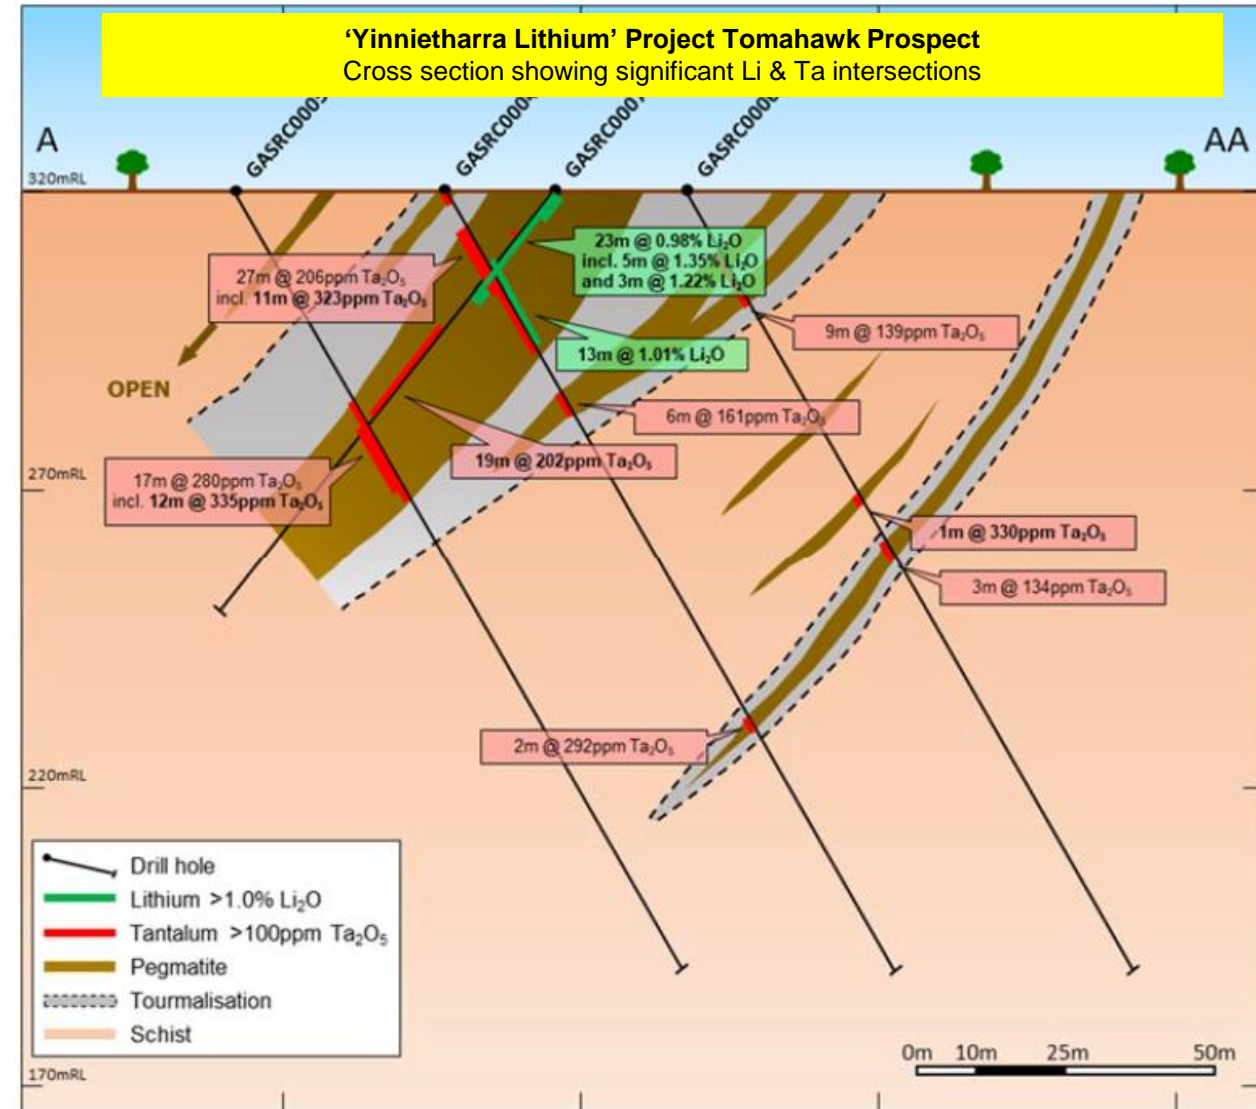 ‘Yinnietharra Lithium’ Project Tomahawk Prospect
Cross section showing significant Li & Ta intersections
A
AA
320mRL
23m @ 0.98% Li₂O
incl. 5m @ 1.35% Li₂O
and 3m @ 1.22% Li₂O
27m @ 206ppm Ta₂O₅
incl. 11m @ 323ppm Ta₂O₅
9m @ 139ppm Ta₂O₅
13m @ 1.01% Li₂O
OPEN
6m @ 161ppm Ta₂O₅
19m @ 202ppm Ta₂O₅
17m @ 280ppm Ta₂O₅
incl. 12m @ 335ppm Ta₂O₅
270mRL
1m @ 330ppm Ta₂O₅
3m @ 134ppm Ta₂O₅
2m @ 292ppm Ta₂O₅
220mRL
Drill hole
Lithium >1.0% Li₂O
Tantalum >100ppm Ta₂O₅
Pegmatite
Tourmalisation
Schist
0m 10m 25m 50m
170mRL